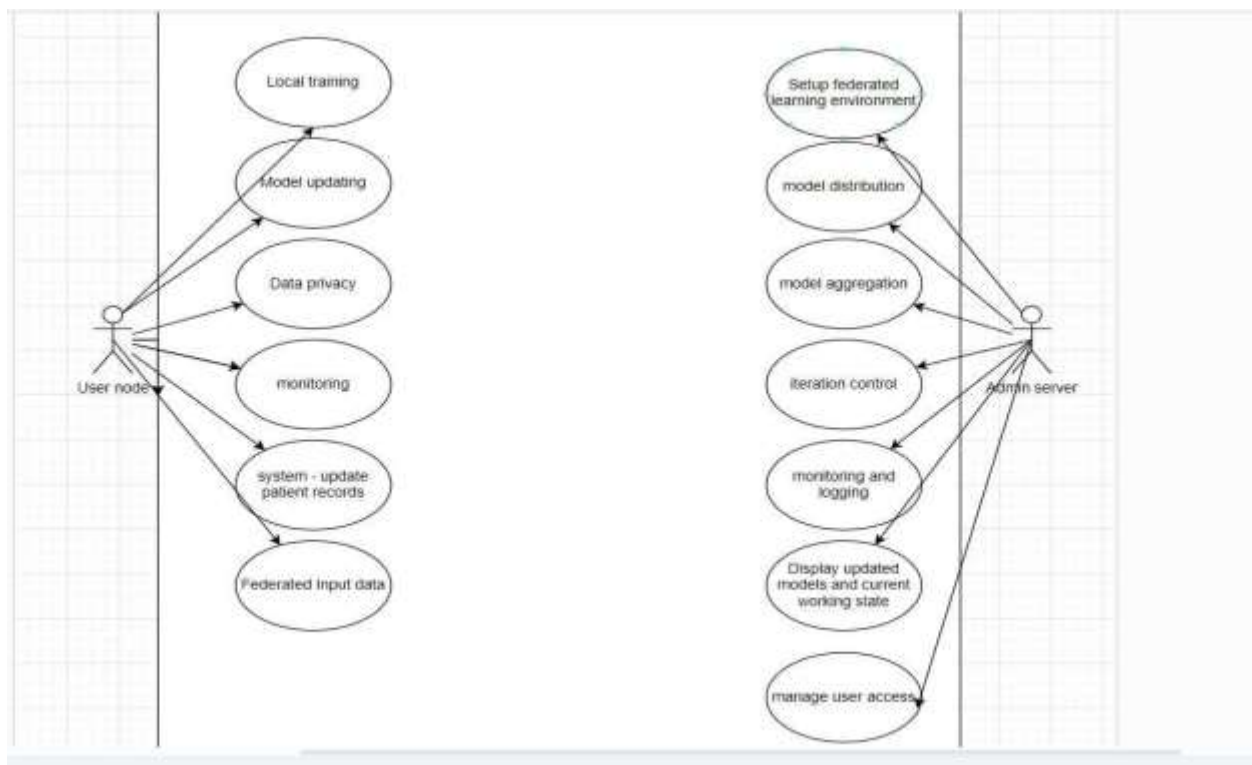 Local training
Model updating
Data privacy
monitoring
system - update
patient records
Federated Input data
User node
Setup federated
learning environment
model distribution
model aggregation
iteration control
monitoring and
logging
Display updated
models and current
working state
manage user access
Admin server